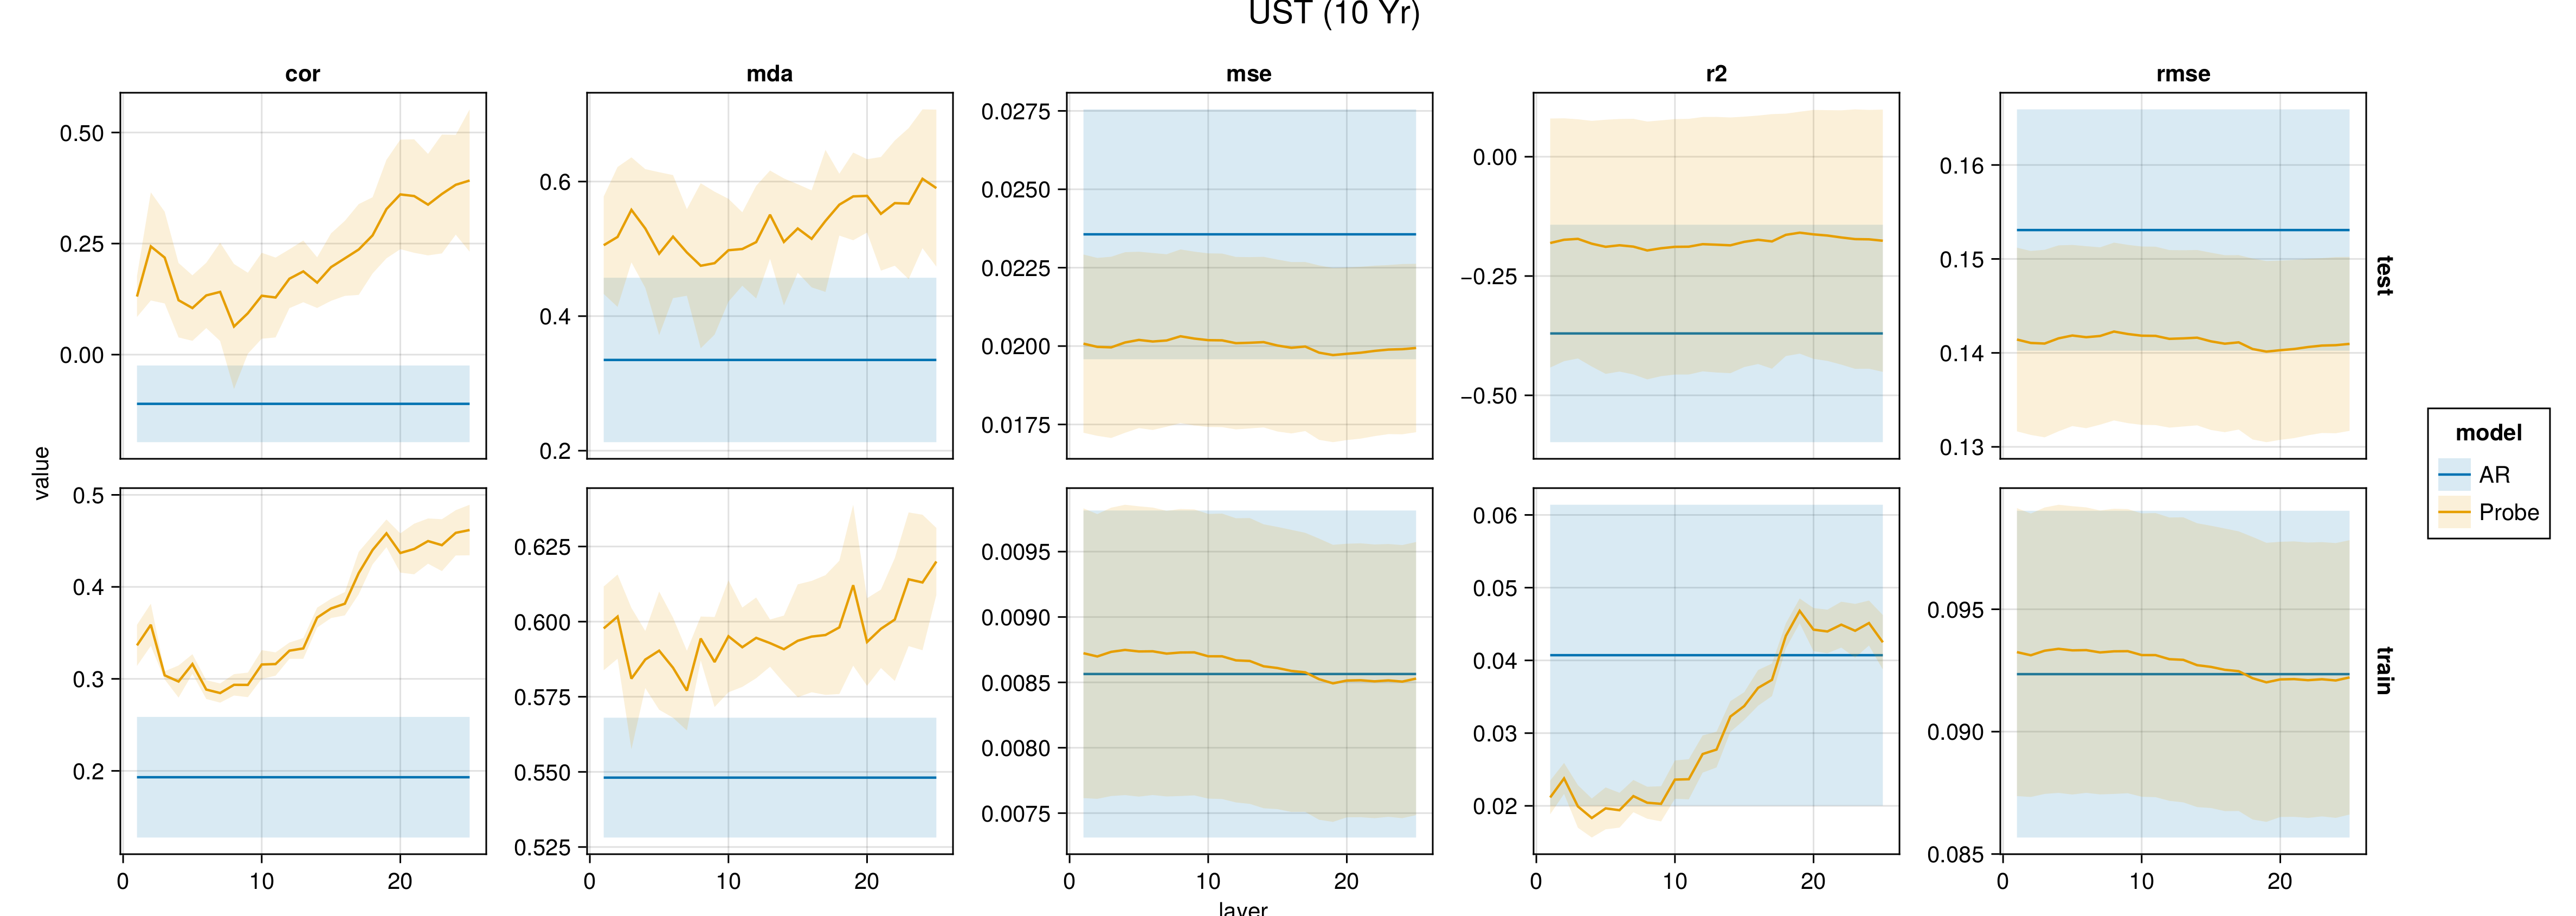 UST (10 Yr)
cor mda mse r2 rmse
0.50
0.25
0.00
0.6
0.4
0.2
0.0275
0.0250
0.0225
0.0200
0.0175
0.00
−0.25
−0.50
0.16
0.15
0.14
0.13
test
value
0.5
0.4
0.3
0.2
0.625
0.600
0.575
0.550
0.525
0.0095
0.0090
0.0085
0.0080
0.0075
0.06
0.05
0.04
0.03
0.02
0.095
0.090
0.085
train
0 10 20
0 10 20
0 10 20
0 10 20
0 10 20
layer
model
AR
Probe